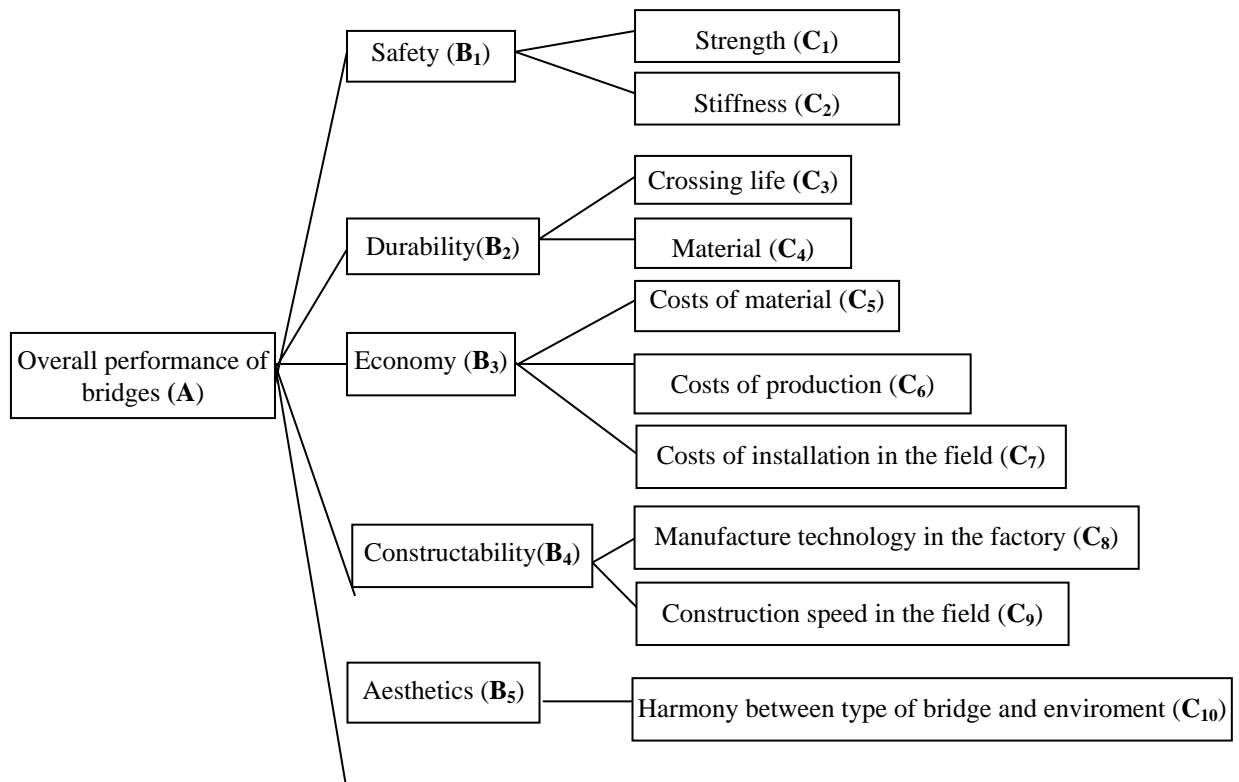 Safety (B₁)
Strength (C₁)
Stiffness (C₂)
Crossing life (C₃)
Durability(B₂)
Material (C₄)
Costs of material (C₅)
Overall performance of
bridges (A)
Economy (B₃)
Costs of production (C₆)
Costs of installation in the field (C₇)
Constructability(B₄)
Manufacture technology in the factory (C₈)
Construction speed in the field (C₉)
Aesthetics (B₅)
Harmony between type of bridge and enviroment (C₁₀)